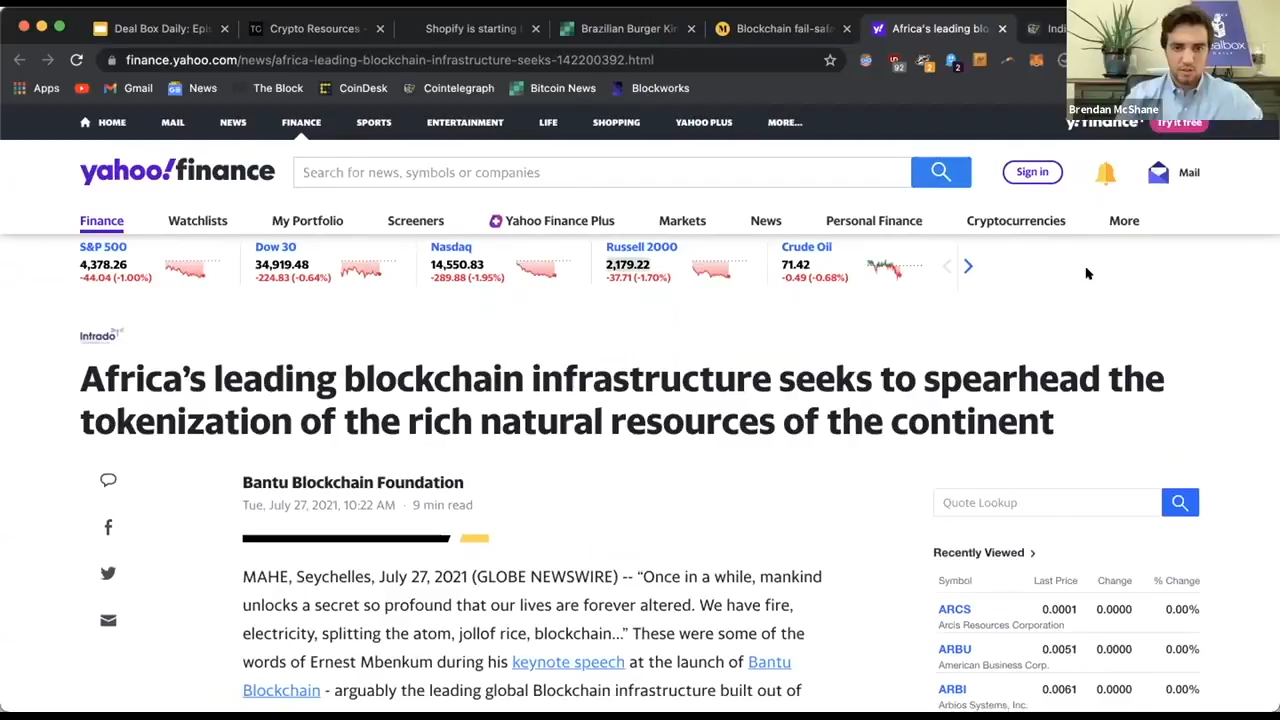 Deal Box Daily: Epi
Crypto Resources
Shopify is starting
Brazilian Burger Kin
Blockchain fail-safe
Africa's leading blo
Indi
finance.yahoo.com/news/africa-leading-blockchain-infrastructure-seeks-142200392.html
92
2
2
Apps
Gmail
News
The Block
CoinDesk
Cointelegraph
Bitcoin News
Blockworks
Brendan McShane
HOME
MAIL
NEWS
FINANCE
LIFE
SHOPPING
YAHOO PLUS
MORE...
Try it free
yahoo!finance
Search for news, symbols or companies
Sign in
Mail
Finance
Watchlists
My Portfolio
Screeners
Yahoo Finance Plus
Markets
News
Personal Finance
Cryptocurrencies
More
S&P 500
4,378.26
-44.04 (-1.00%)
Dow 30
34,919.48
-224.83 (-0.64%)
Nasdaq
14,550.83
-289.88 (-1.95%)
Russell 2000
2,179.22
-37.71 (-1.70%)
Crude Oil
71.42
-0.49 (-0.68%)
Intrado
Africa's leading blockchain infrastructure seeks to spearhead the
tokenization of the rich natural resources of the continent
Bantu Blockchain Foundation
Tue, July 27, 2021, 10:22 AM · 9 min read
MAHE, Seychelles, July 27, 2021 (GLOBE NEWSWIRE) -- “Once in a while, mankind
unlocks a secret so profound that our lives are forever altered. We have fire,
electricity, splitting the atom, jollof rice, blockchain...” These were some of the
words of Ernest Mbenkum during his keynote speech at the launch of Bantu
Blockchain - arguably the leading global Blockchain infrastructure built out of
Quote Lookup
Recently Viewed
Symbol Last Price Change % Change
ARCS 0.0001 0.0000 0.00%
Arcis Resources Corporation
ARBU 0.0051 0.0000 0.00%
American Business Corp.
ARBI 0.0061 0.0000 0.00%
Arbios Systems, Inc.